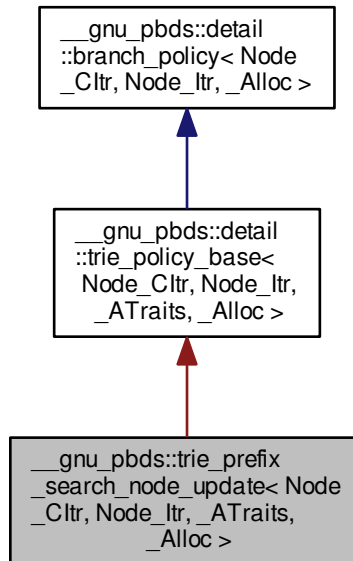 __gnu_pbds::detail
::branch_policy< Node
_CItr, Node_Itr, _Alloc >
__gnu_pbds::detail
::trie_policy_base<
Node_CItr, Node_Itr,
_ATraits, _Alloc >
__gnu_pbds::trie_prefix
_search_node_update< Node
_CItr, Node_Itr, _ATraits,
_Alloc >